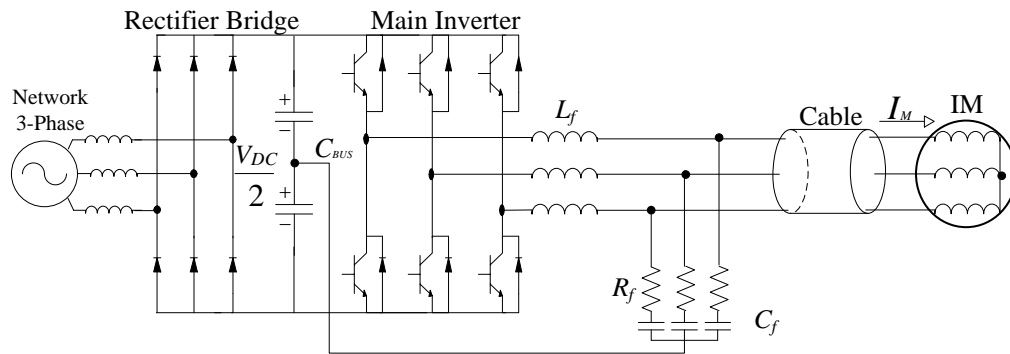 Rectifier Bridge
Main Inverter
Network
3-Phase
+
−
+
−
V_DC
2
C_BUS
L_f
Cable
I_M
IM
R_f
C_f